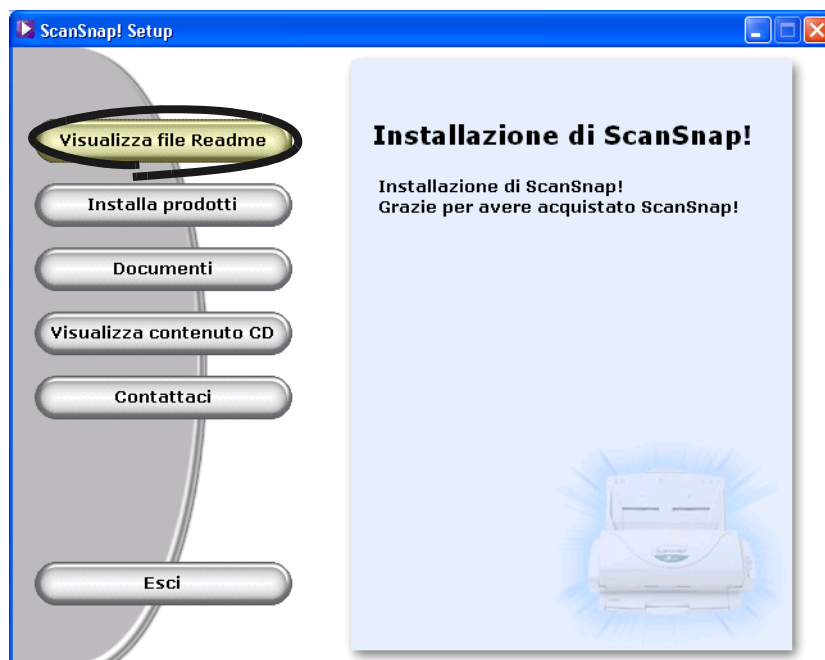 ScanSnap! Setup
Visualizza file Readme
Installa prodotti
Documenti
Visualizza contenuto CD
Contattaci
Esci
Installazione di ScanSnap!
Installazione di ScanSnap!
Grazie per avere acquistato ScanSnap!